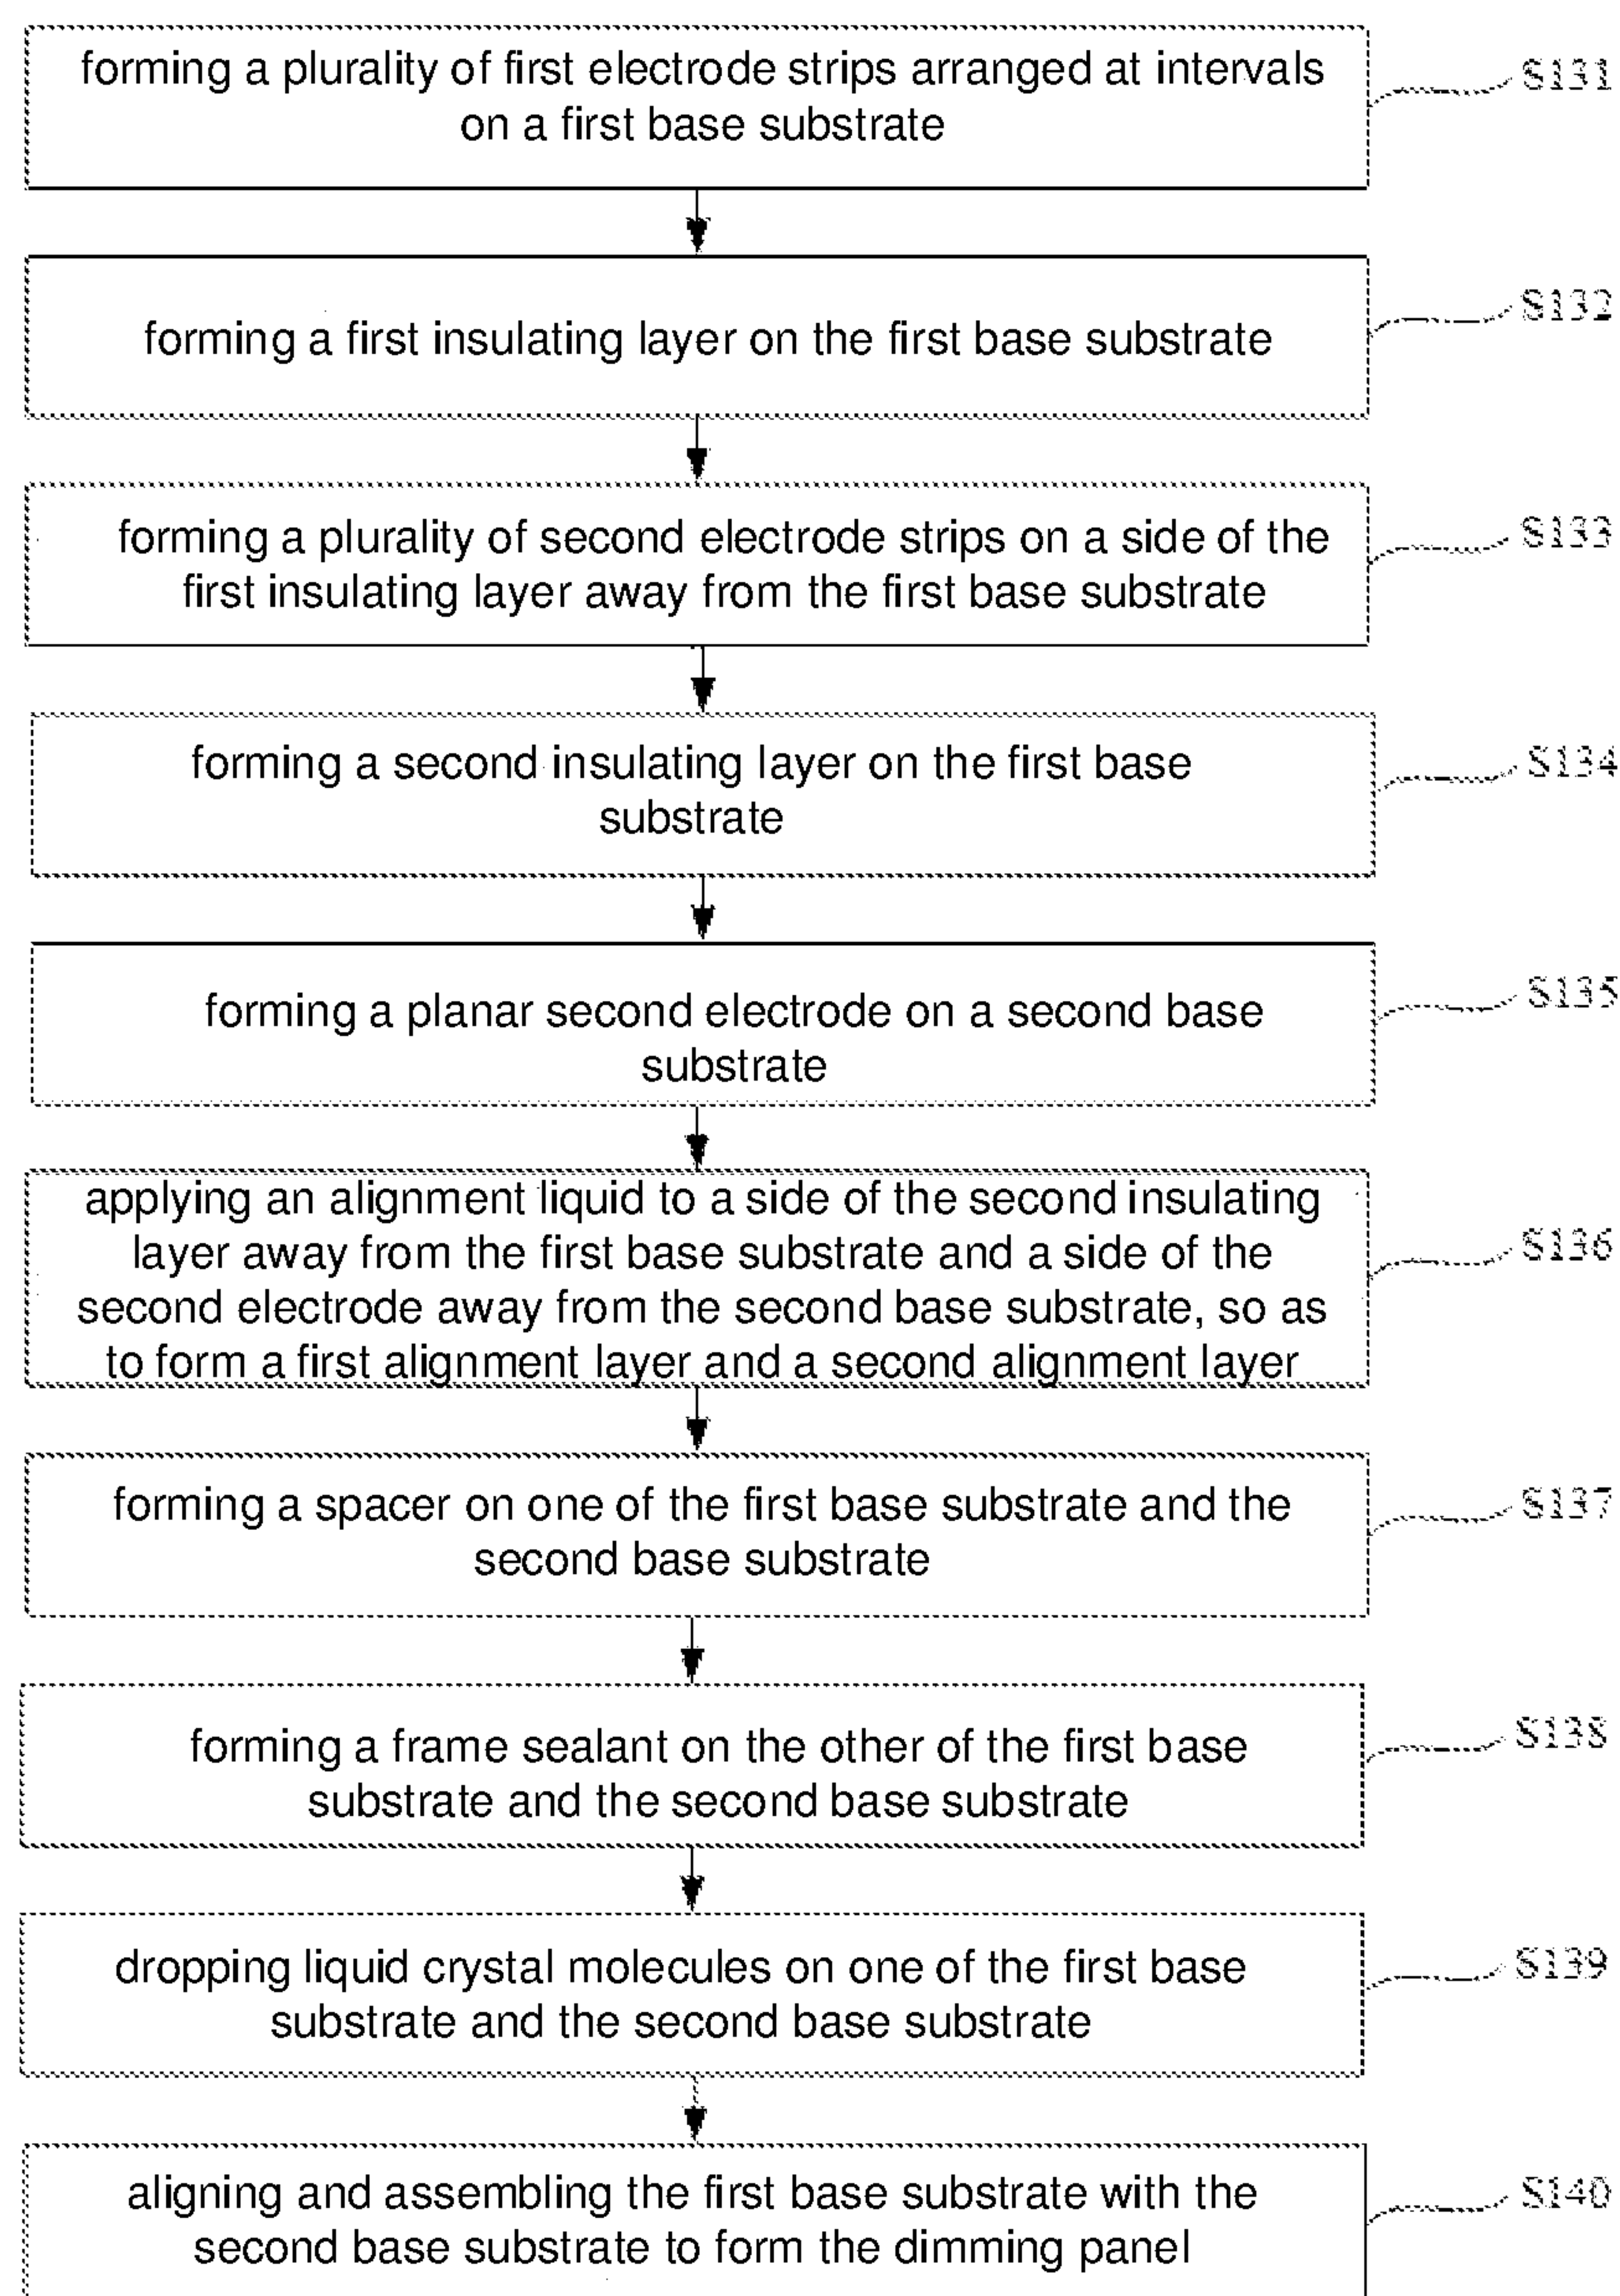 forming a plurality of first electrode strips arranged at intervals
on a first base substrate
S131
forming a first insulating layer on the first base substrate
S132
forming a plurality of second electrode strips on a side of the
first insulating layer away from the first base substrate
S133
forming a second insulating layer on the first base
substrate
S134
forming a planar second electrode on a second base
substrate
S135
applying an alignment liquid to a side of the second insulating
layer away from the first base substrate and a side of the
second electrode away from the second base substrate, so as
to form a first alignment layer and a second alignment layer
S136
forming a spacer on one of the first base substrate and the
second base substrate
S137
forming a frame sealant on the other of the first base
substrate and the second base substrate
S138
dropping liquid crystal molecules on one of the first base
substrate and the second base substrate
S139
aligning and assembling the first base substrate with the
second base substrate to form the dimming panel
S140